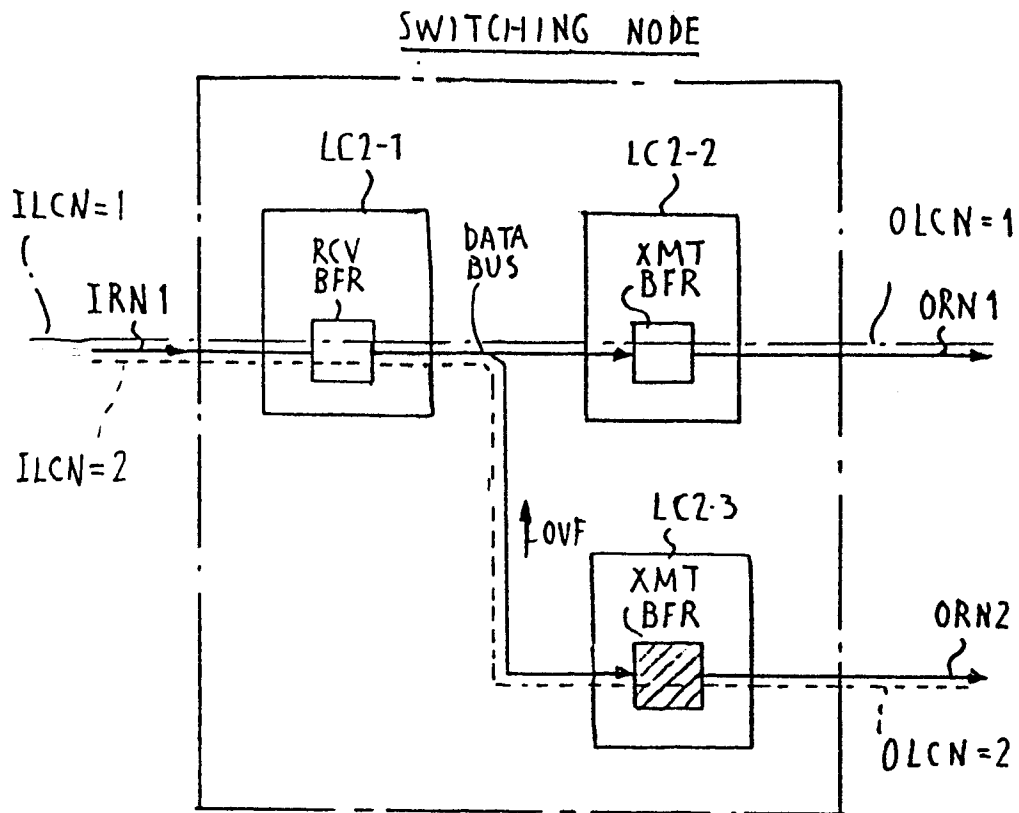 SWITCHING NODE
LC2-1
LC2-2
ILCN=1
RCV
BFR
DATA
BUS
XMT
BFR
OLCN=1
IRN1
ORN1
ILCN=2
LC2-3
OVF
XMT
BFR
ORN2
OLCN=2